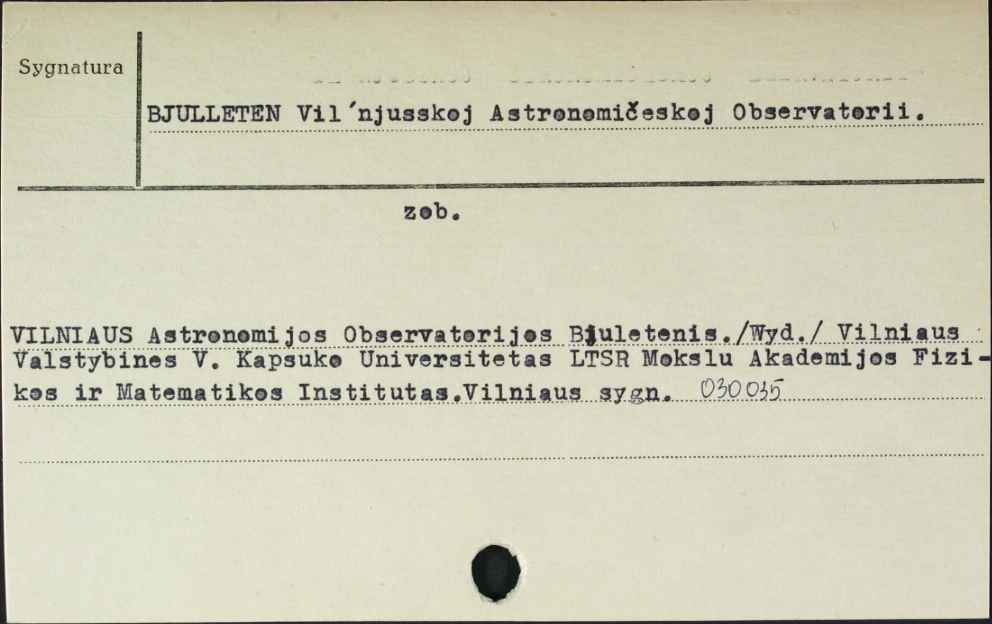 Sygnatura
BJULLETEN Vil´njusskoj Astronomičeskoj Observatorii.
zob.
VILNIAUS Astronomijos Observatorijos Bjuletenis./Wyd./ Vilniaus
Valstybines V. Kapsuko Universitetas LTSR Mokslu Akademijos Fizi-
kos ir Matematikos Institutas.Vilniaus sygn. 030035